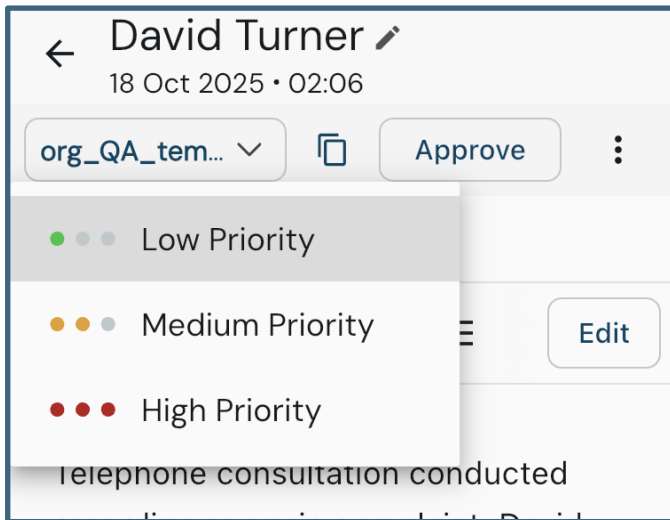 David Turner
18 Oct 2025 • 02:06
org_QA_tem... Approve
Low Priority
Medium Priority
Edit
High Priority
Telephone consultation conducted